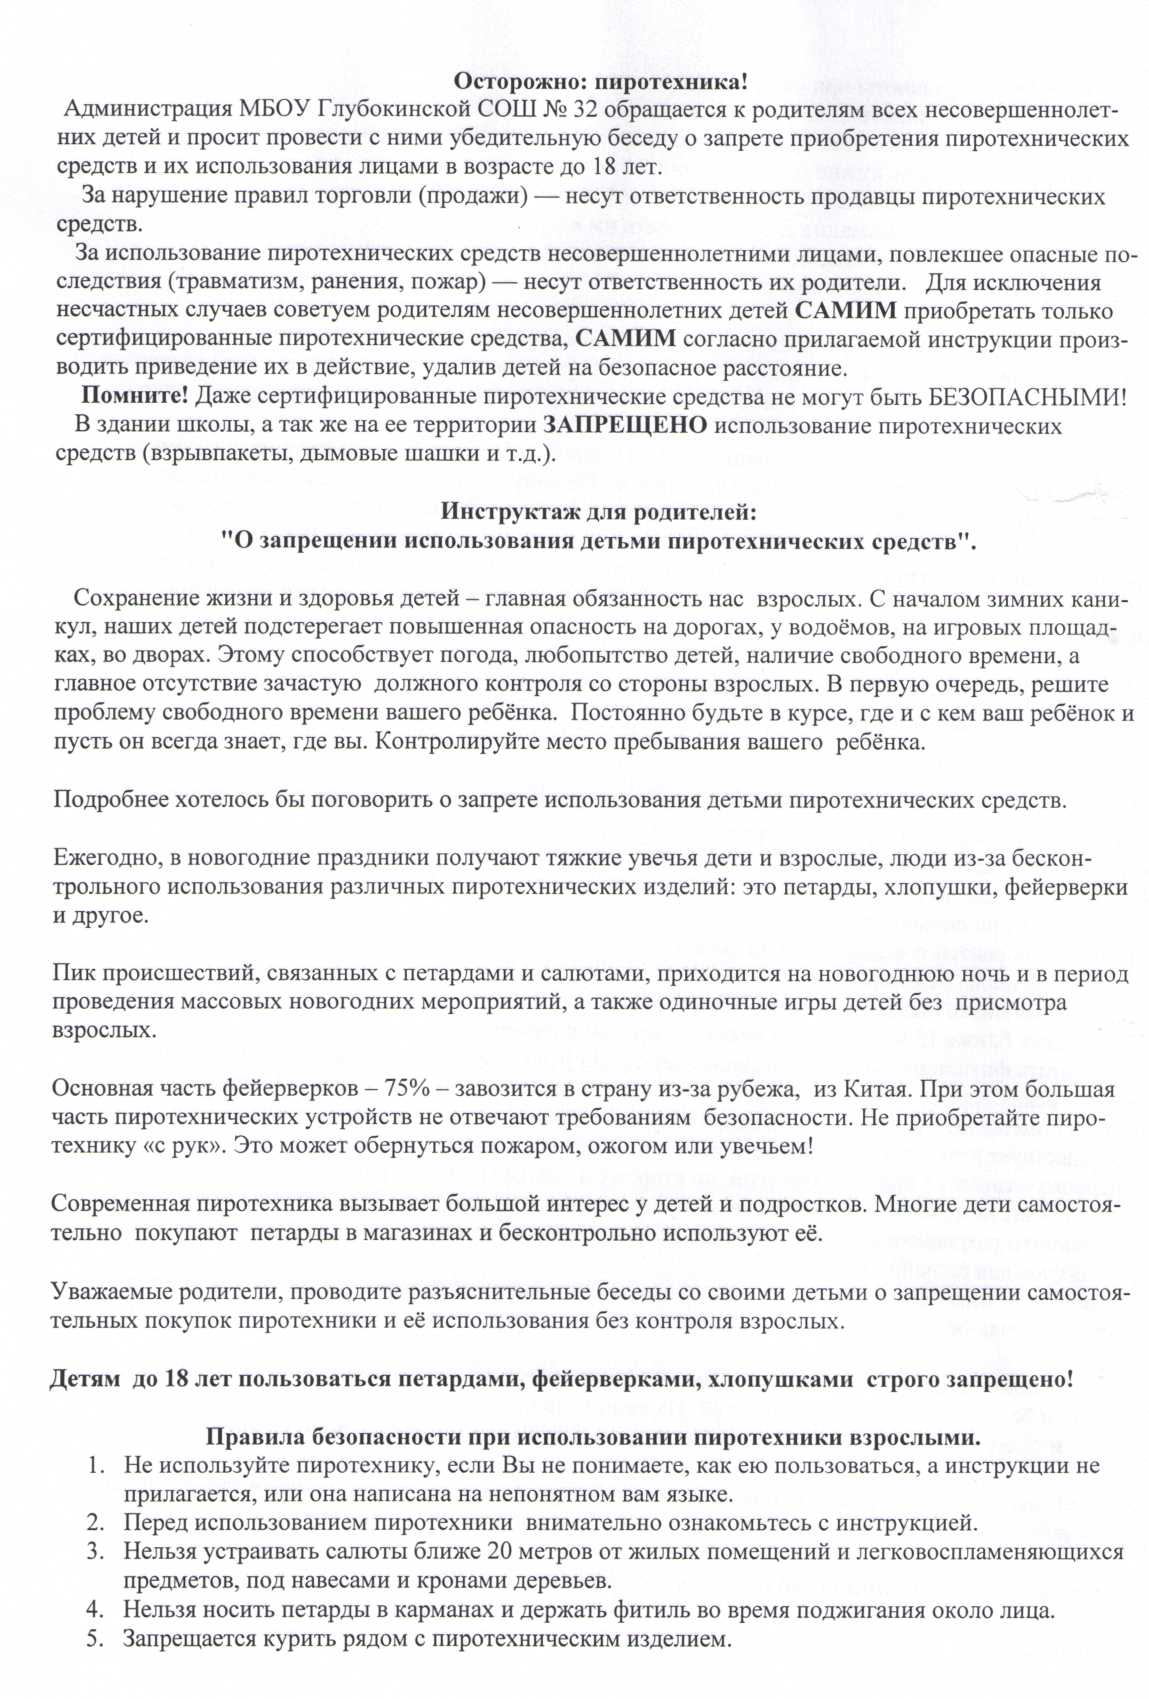 Осторожно: пиротехника!
Администрация МБОУ Глубокинской СОШ № 32 обращается к родителям всех несовершеннолет-
них детей и просит провести с ними убедительную беседу о запрете приобретения пиротехнических
средств и их использования лицами в возрасте до 18 лет.
За нарушение правил торговли (продажи) — несут ответственность продавцы пиротехнических
средств.
За использование пиротехнических средств несовершеннолетними лицами, повлекшее опасные по-
следствия (травматизм, ранения, пожар) — несут ответственность их родители. Для исключения
несчастных случаев советуем родителям несовершеннолетних детей САМИМ приобретать только
сертифицированные пиротехнические средства, САМИМ согласно прилагаемой инструкции произ-
водить приведение их в действие, удалив детей на безопасное расстояние.
Помните! Даже сертифицированные пиротехнические средства не могут быть БЕЗОПАСНЫМИ!
В здании школы, а так же на ее территории ЗАПРЕЩЕНО использование пиротехнических
средств (взрывпакеты, дымовые шашки и т.д.).
Инструктаж для родителей:
"О запрещении использования детьми пиротехнических средств".
Сохранение жизни и здоровья детей – главная обязанность нас взрослых. С началом зимних кани-
кул, наших детей подстерегает повышенная опасность на дорогах, у водоёмов, на игровых площад-
ках, во дворах. Этому способствует погода, любопытство детей, наличие свободного времени, а
главное отсутствие зачастую должного контроля со стороны взрослых. В первую очередь, решите
проблему свободного времени вашего ребёнка. Постоянно будьте в курсе, где и с кем ваш ребёнок и
пусть он всегда знает, где вы. Контролируйте место пребывания вашего ребёнка.
Подробнее хотелось бы поговорить о запрете использования детьми пиротехнических средств.
Ежегодно, в новогодние праздники получают тяжкие увечья дети и взрослые, люди из-за бескон-
трольного использования различных пиротехнических изделий: это петарды, хлопушки, фейерверки
и другое.
Пик происшествий, связанных с петардами и салютами, приходится на новогоднюю ночь и в период
проведения массовых новогодних мероприятий, а также одиночные игры детей без присмотра
взрослых.
Основная часть фейерверков – 75% – завозится в страну из-за рубежа, из Китая. При этом большая
часть пиротехнических устройств не отвечают требованиям безопасности. Не приобретайте пиро-
технику «с рук». Это может обернуться пожаром, ожогом или увечьем!
Современная пиротехника вызывает большой интерес у детей и подростков. Многие дети самостоя-
тельно покупают петарды в магазинах и бесконтрольно используют её.
Уважаемые родители, проводите разъяснительные беседы со своими детьми о запрещении самостоя-
тельных покупок пиротехники и её использования без контроля взрослых.
Детям до 18 лет пользоваться петардами, фейерверками, хлопушками строго запрещено!
Правила безопасности при использовании пиротехники взрослыми.
1. Не используйте пиротехнику, если Вы не понимаете, как ею пользоваться, а инструкции не
прилагается, или она написана на непонятном вам языке.
2. Перед использованием пиротехники внимательно ознакомьтесь с инструкцией.
3. Нельзя устраивать салюты ближе 20 метров от жилых помещений и легковоспламеняющихся
предметов, под навесами и кронами деревьев.
4. Нельзя носить петарды в карманах и держать фитиль во время поджигания около лица.
5. Запрещается курить рядом с пиротехническим изделием.